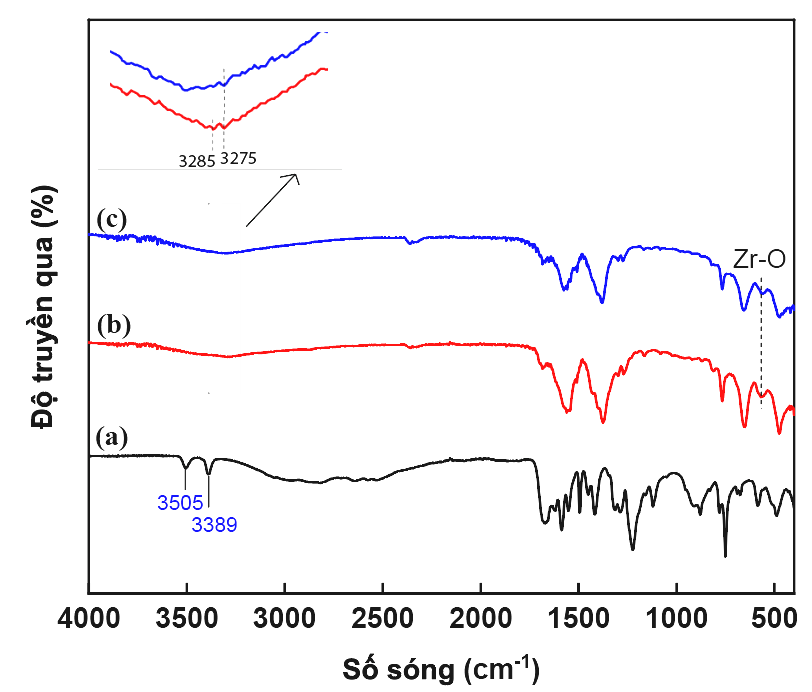 3285 3275
(c)
Zr-O
(b)
(a)
3505
3389
Độ truyền qua (%)
4000 3500 3000 2500 2000 1500 1000 500
Số sóng (cm⁻¹)